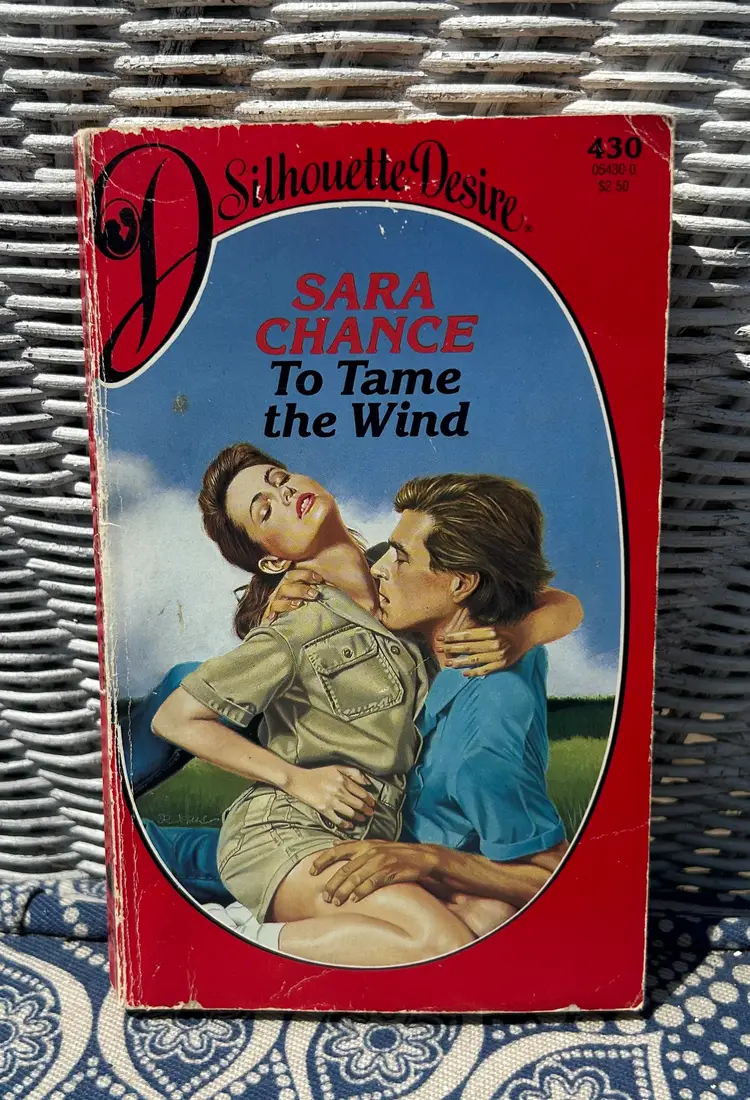 D
Silhouette Desire®
430
05430-0
$2.50
SARA
CHANCE
To Tame
the Wind